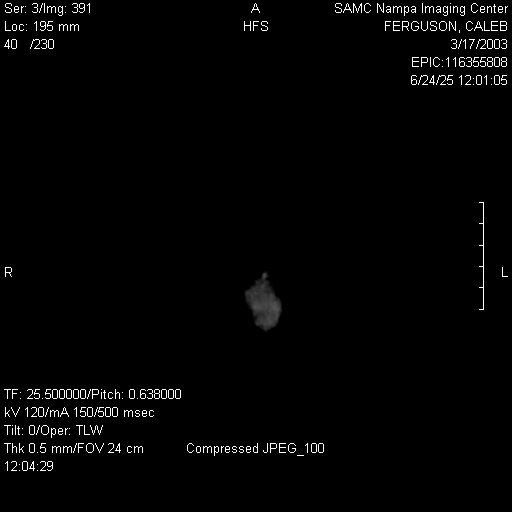 Ser: 3/Img: 391
Loc: 195 mm
40 /230
A
HFS
SAMC Nampa Imaging Center
FERGUSON, CALEB
3/17/2003
EPIC:116355808
6/24/25 12:01:05
R
L
TF: 25.500000/Pitch: 0.638000
kV 120/mA 150/500 msec
Tilt: 0/Oper: TLW
Thk 0.5 mm/FOV 24 cm
Compressed JPEG_100
12:04:29